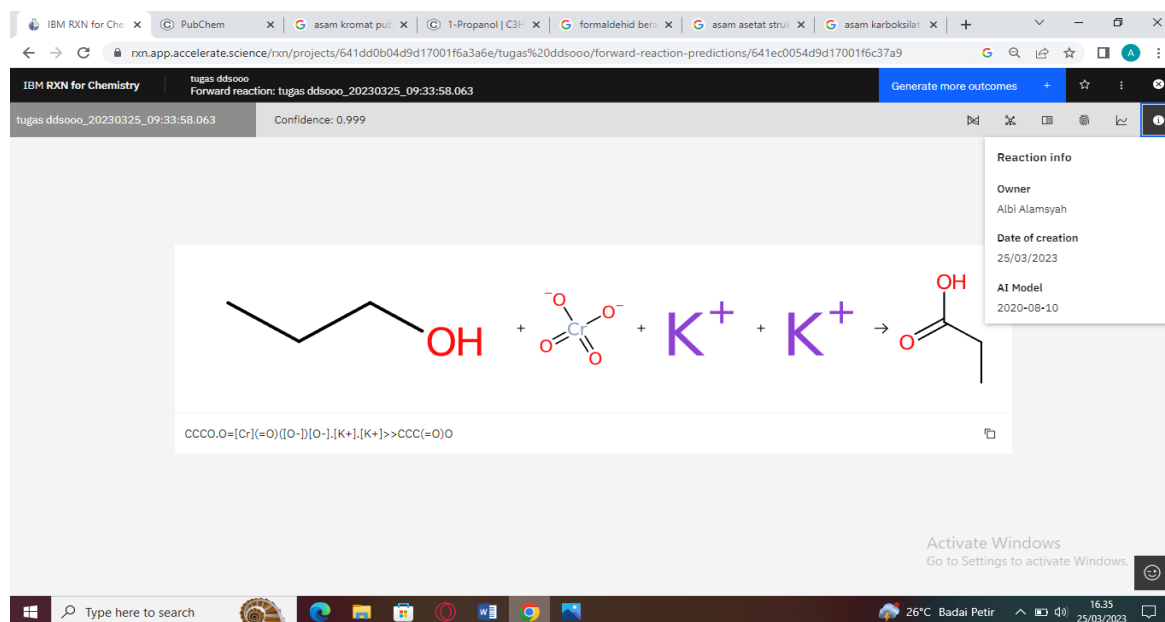 IBM RXN for Che
PubChem
asam kromat pub
1-Propanol | C3H
formaldehid bera
asam asetat struk
asam karboksilat
rxn.app.accelerate.science/rxn/projects/641dd0b04d9d17001f6a3a6e/tugas%20ddsooo/forward-reaction-predictions/641ec0054d9d17001f6c37a9
A
IBM RXN for Chemistry
tugas ddsooo
Forward reaction: tugas ddsooo_20230325_09:33:58.063
Generate more outcomes +
tugas ddsooo_20230325_09:33:58.063
Confidence: 0.999
Reaction info
Owner
Albi Alamsyah
Date of creation
25/03/2023
AI Model
2020-08-10
OH + -O O- Cr O O + K+ + K+ → OH O
CCCO.O=[Cr](=O)([O-])[O-].[K+].[K+]>>CCC(=O)O
Activate Windows
Go to Settings to activate Windows.
Type here to search
26°C Badai Petir
16.35
25/03/2023